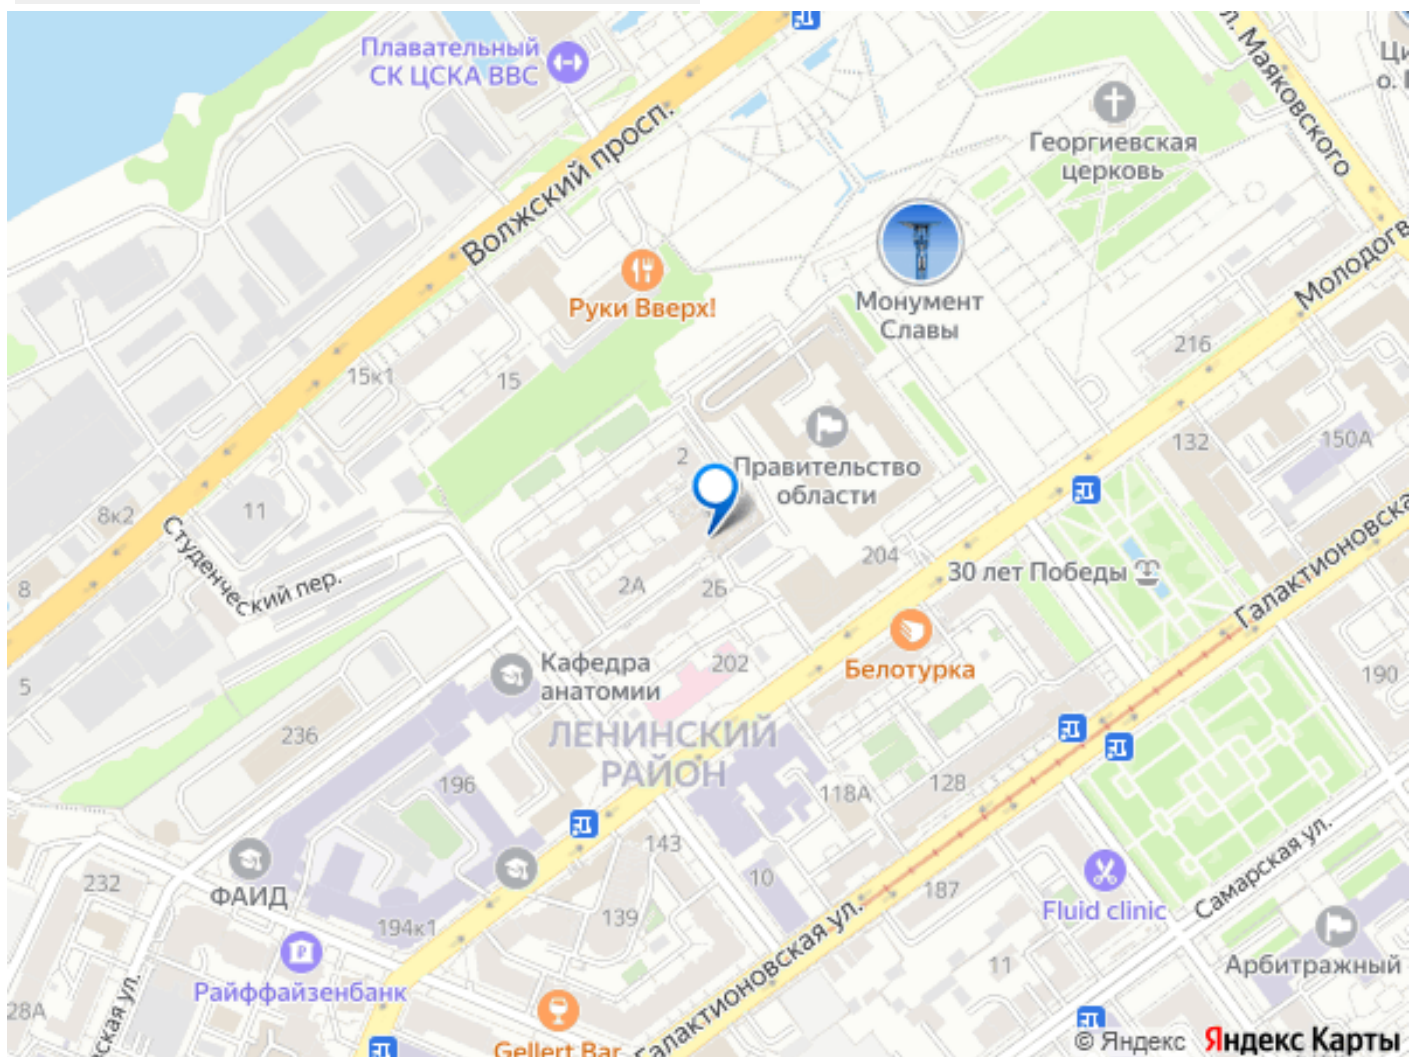 Плавательный
СК ЦСКА ВВС
Волжский просп.
ул. Маяковского
Георгиевская
церковь
Монумент
Славы
Руки Вверх!
216
15к1
15
132
150А
2
Правительство
области
8к2
11
Студенческий пер.
204
30 лет Победы
Галактионовская
8
2А
2Б
Белотурка
Кафедра
анатомии
202
190
5
236
ЛЕНИНСКИЙ
РАЙОН
196
118А
128
143
Самарская ул.
232
ФАИД
10
187
Fluid clinic
139
194к1
Галактионовская ул.
Арбитражный
11
Райффайзенбанк
28А
Gellert Bar
© Яндекс Яндекс Карты